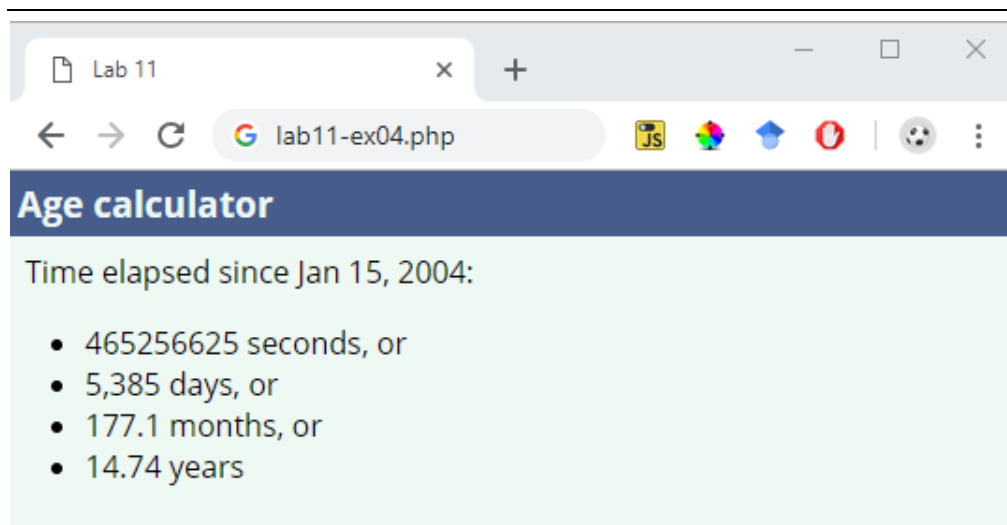 Lab 11
lab11-ex04.php
JS
Age calculator
Time elapsed since Jan 15, 2004:
• 465256625 seconds, or
• 5,385 days, or
• 177.1 months, or
• 14.74 years